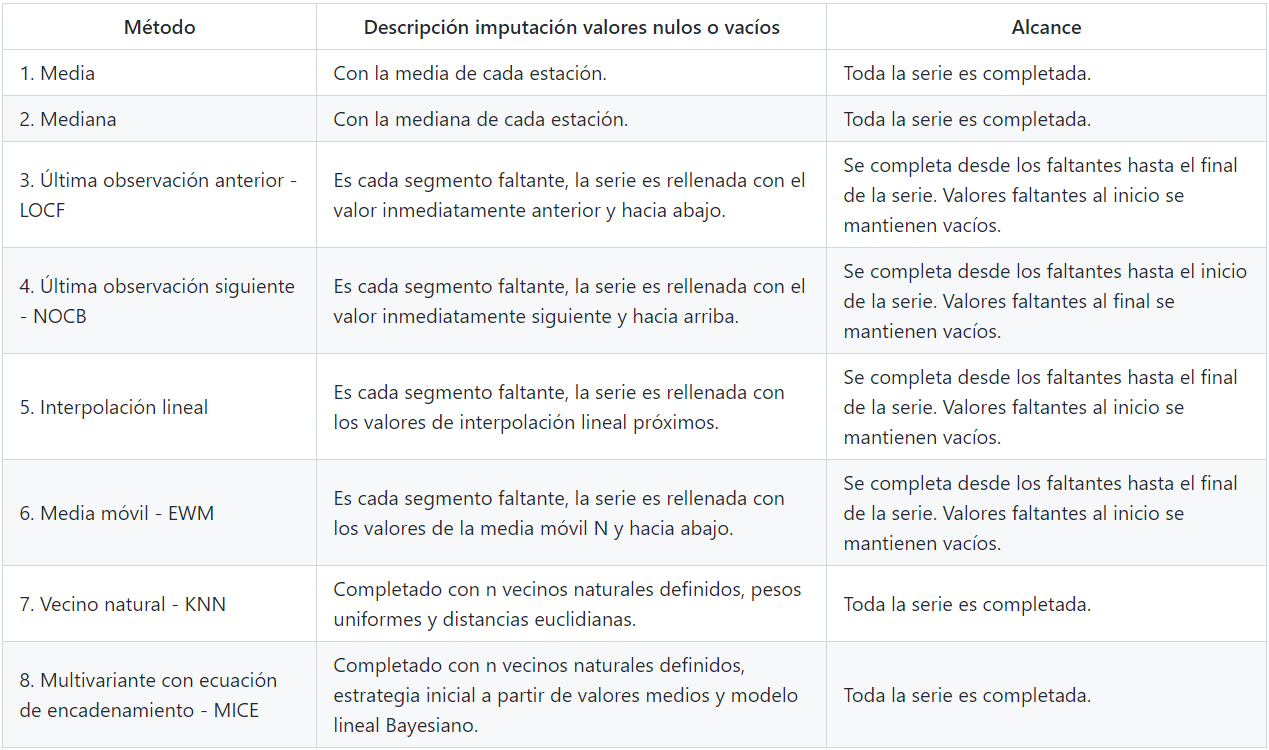 Método Descripción imputación valores nulos o vacíos Alcance
1. Media Con la media de cada estación. Toda la serie es completada.
2. Mediana Con la mediana de cada estación. Toda la serie es completada.
3. Última observación anterior -
LOCF
Es cada segmento faltante, la serie es rellenada con el
valor inmediatamente anterior y hacia abajo.
Se completa desde los faltantes hasta el final
de la serie. Valores faltantes al inicio se
mantienen vacíos.
4. Última observación siguiente
- NOCB
Es cada segmento faltante, la serie es rellenada con el
valor inmediatamente siguiente y hacia arriba.
Se completa desde los faltantes hasta el inicio
de la serie. Valores faltantes al final se
mantienen vacíos.
5. Interpolación lineal
Es cada segmento faltante, la serie es rellenada con
los valores de interpolación lineal próximos.
Se completa desde los faltantes hasta el final
de la serie. Valores faltantes al inicio se
mantienen vacíos.
6. Media móvil - EWM
Es cada segmento faltante, la serie es rellenada con
los valores de la media móvil N y hacia abajo.
Se completa desde los faltantes hasta el final
de la serie. Valores faltantes al inicio se
mantienen vacíos.
7. Vecino natural - KNN
Completado con n vecinos naturales definidos, pesos
uniformes y distancias euclidianas.
Toda la serie es completada.
8. Multivariante con ecuación
de encadenamiento - MICE
Completado con n vecinos naturales definidos,
estrategia inicial a partir de valores medios y modelo
lineal Bayesiano.
Toda la serie es completada.